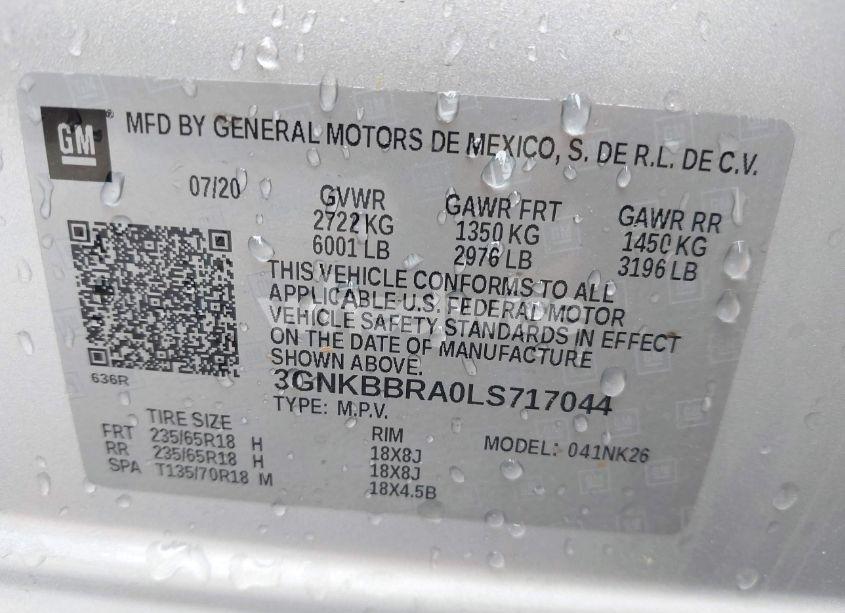 GM
MFD BY GENERAL MOTORS DE MEXICO, S. DE R.L. DE C.V.
07/20
GVWR GAWR FRT GAWR RR
2722 KG 1350 KG 1450 KG
6001 LB 2976 LB 3196 LB
THIS VEHICLE CONFORMS TO ALL
APPLICABLE U.S. FEDERAL MOTOR
VEHICLE SAFETY STANDARDS IN EFFECT
ON THE DATE OF MANUFACTURE
SHOWN ABOVE.
636R L
3GNKBBRA0LS717044
TYPE: M.P.V.
TIRE SIZE RIM MODEL: 041NK26
FRT 235/65R18 H 18X8J
RR 235/65R18 H 18X8J
SPA T135/70R18 M 18X4.5B